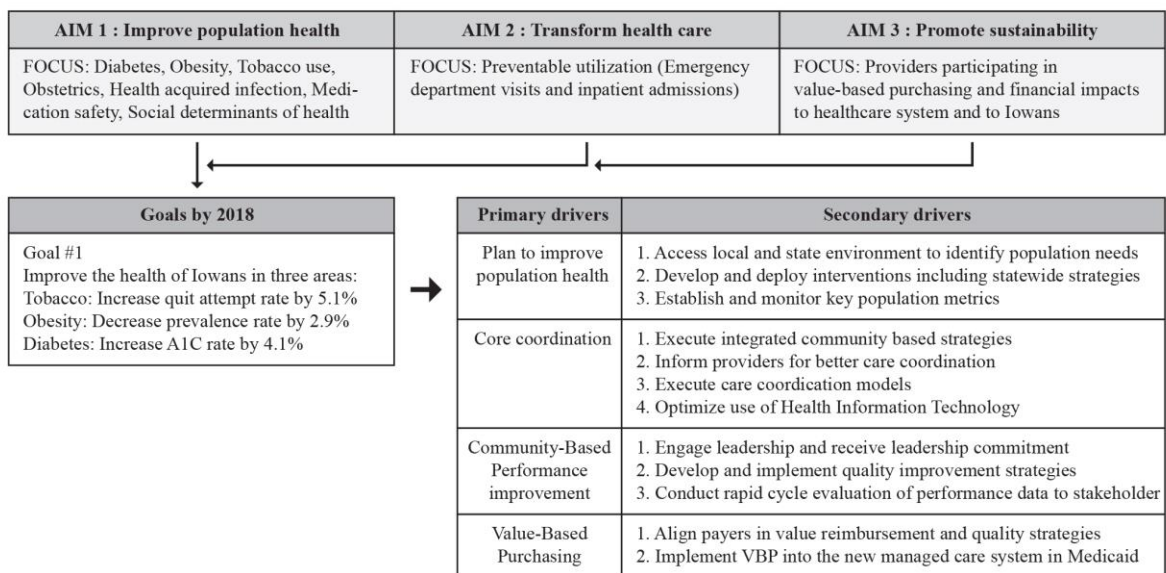 AIM 1 : Improve population health
FOCUS: Diabetes, Obesity, Tobacco use,
Obstetrics, Health acquired infection, Medi-
cation safety, Social determinants of health
AIM 2 : Transform health care
FOCUS: Preventable utilization (Emergency
department visits and inpatient admissions)
AIM 3 : Promote sustainability
FOCUS: Providers participating in
value-based purchasing and financial impacts
to healthcare system and to Iowans
Goals by 2018
Goal #1
Improve the health of Iowans in three areas:
Tobacco: Increase quit attempt rate by 5.1%
Obesity: Decrease prevalence rate by 2.9%
Diabetes: Increase A1C rate by 4.1%
Primary drivers
Secondary drivers
Plan to improve
population health
1. Access local and state environment to identify population needs
2. Develop and deploy interventions including statewide strategies
3. Establish and monitor key population metrics
Core coordination
1. Execute integrated community based strategies
2. Inform providers for better care coordination
3. Execute care coordication models
4. Optimize use of Health Information Technology
Community-Based
Performance
improvement
1. Engage leadership and receive leadership commitment
2. Develop and implement quality improvement strategies
3. Conduct rapid cycle evaluation of performance data to stakeholder
Value-Based
Purchasing
1. Align payers in value reimbursement and quality strategies
2. Implement VBP into the new managed care system in Medicaid